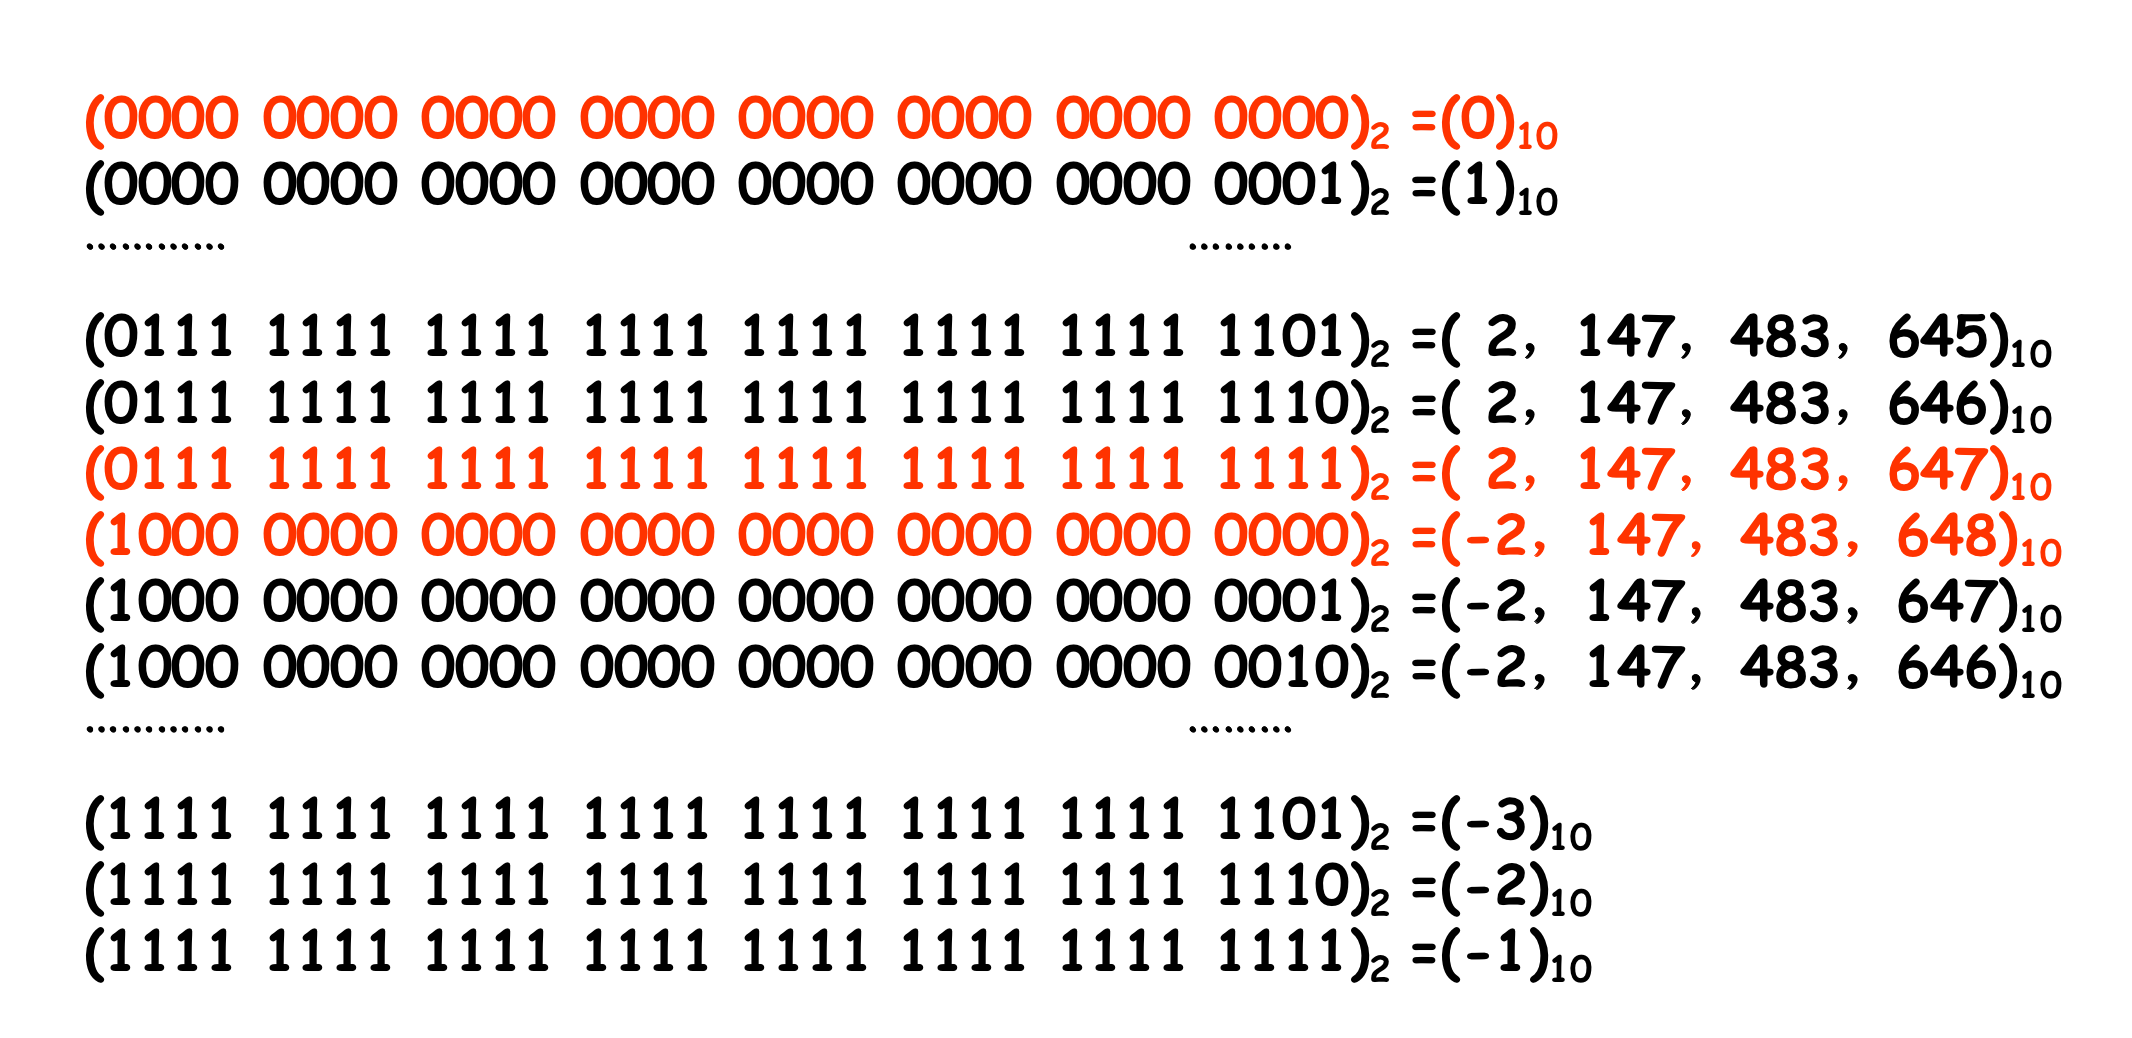 (0000 0000 0000 0000 0000 0000 0000 0000)₂ =(0)₁₀
(0000 0000 0000 0000 0000 0000 0000 0001)₂ =(1)₁₀
………… ………
(0111 1111 1111 1111 1111 1111 1111 1101)₂ =( 2, 147, 483, 645)₁₀
(0111 1111 1111 1111 1111 1111 1111 1110)₂ =( 2, 147, 483, 646)₁₀
(0111 1111 1111 1111 1111 1111 1111 1111)₂ =( 2, 147, 483, 647)₁₀
(1000 0000 0000 0000 0000 0000 0000 0000)₂ =(-2, 147, 483, 648)₁₀
(1000 0000 0000 0000 0000 0000 0000 0001)₂ =(-2, 147, 483, 647)₁₀
(1000 0000 0000 0000 0000 0000 0000 0010)₂ =(-2, 147, 483, 646)₁₀
………… ………
(1111 1111 1111 1111 1111 1111 1111 1101)₂ =(-3)₁₀
(1111 1111 1111 1111 1111 1111 1111 1110)₂ =(-2)₁₀
(1111 1111 1111 1111 1111 1111 1111 1111)₂ =(-1)₁₀